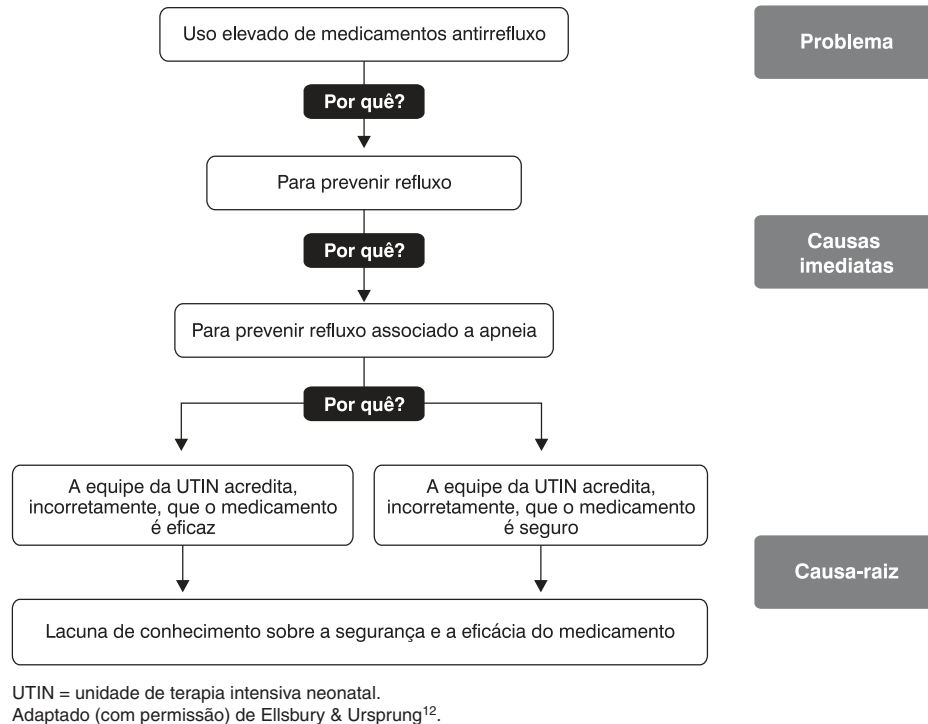 Uso elevado de medicamentos antirrefluxo
Problema
Por quê?
Para prevenir refluxo
Por quê?
Causas
imediatas
Para prevenir refluxo associado a apneia
Por quê?
A equipe da UTIN acredita,
incorretamente, que o medicamento
é eficaz
A equipe da UTIN acredita,
incorretamente, que o medicamento
é seguro
Causa-raiz
Lacuna de conhecimento sobre a segurança e a eficácia do medicamento
UTIN = unidade de terapia intensiva neonatal.
Adaptado (com permissão) de Ellsbury & Ursprung¹².